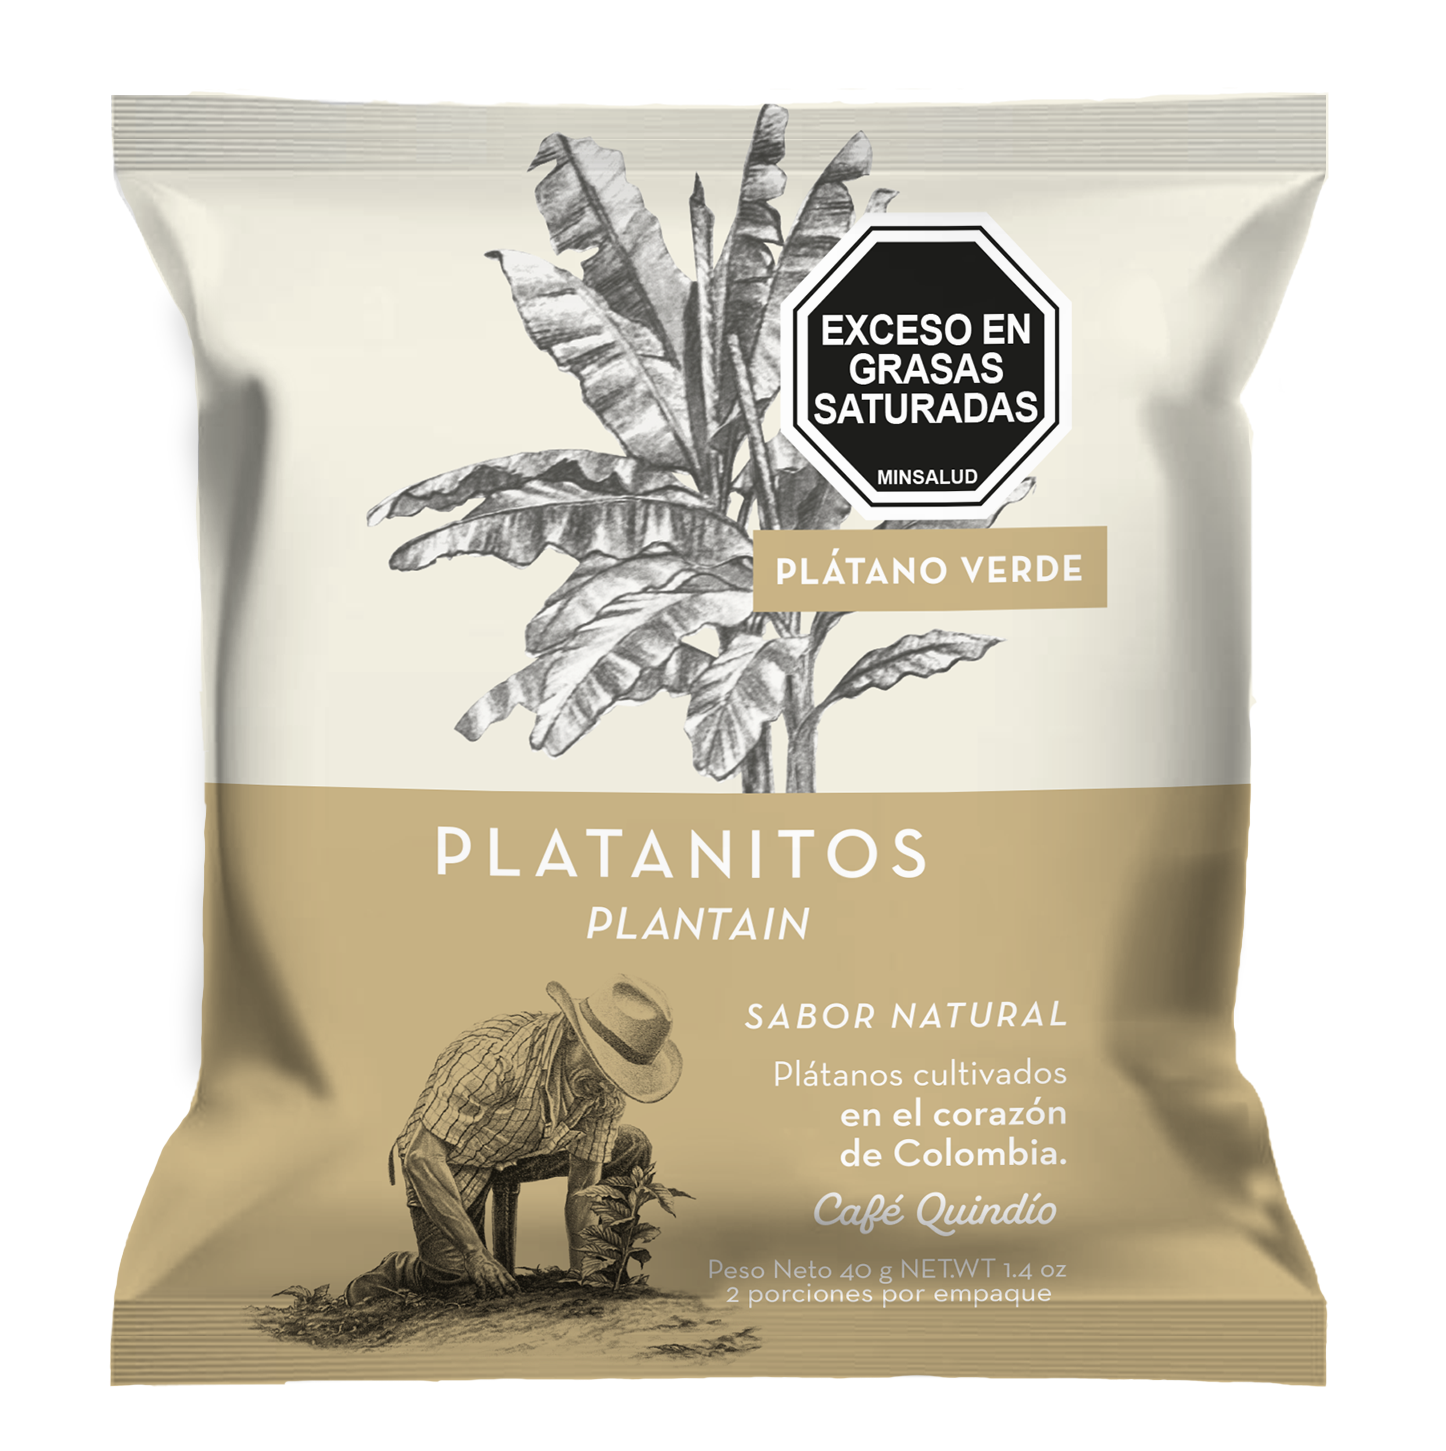 EXCESO EN
GRASAS
SATURADAS
MINSALUD
PLÁTANO VERDE
PLATANITOS
PLANTAIN
SABOR NATURAL
Plátanos cultivados
en el corazón
de Colombia.
Café Quindío
Peso Neto 40 g NET.WT 1.4 oz
2 porciones por empaque